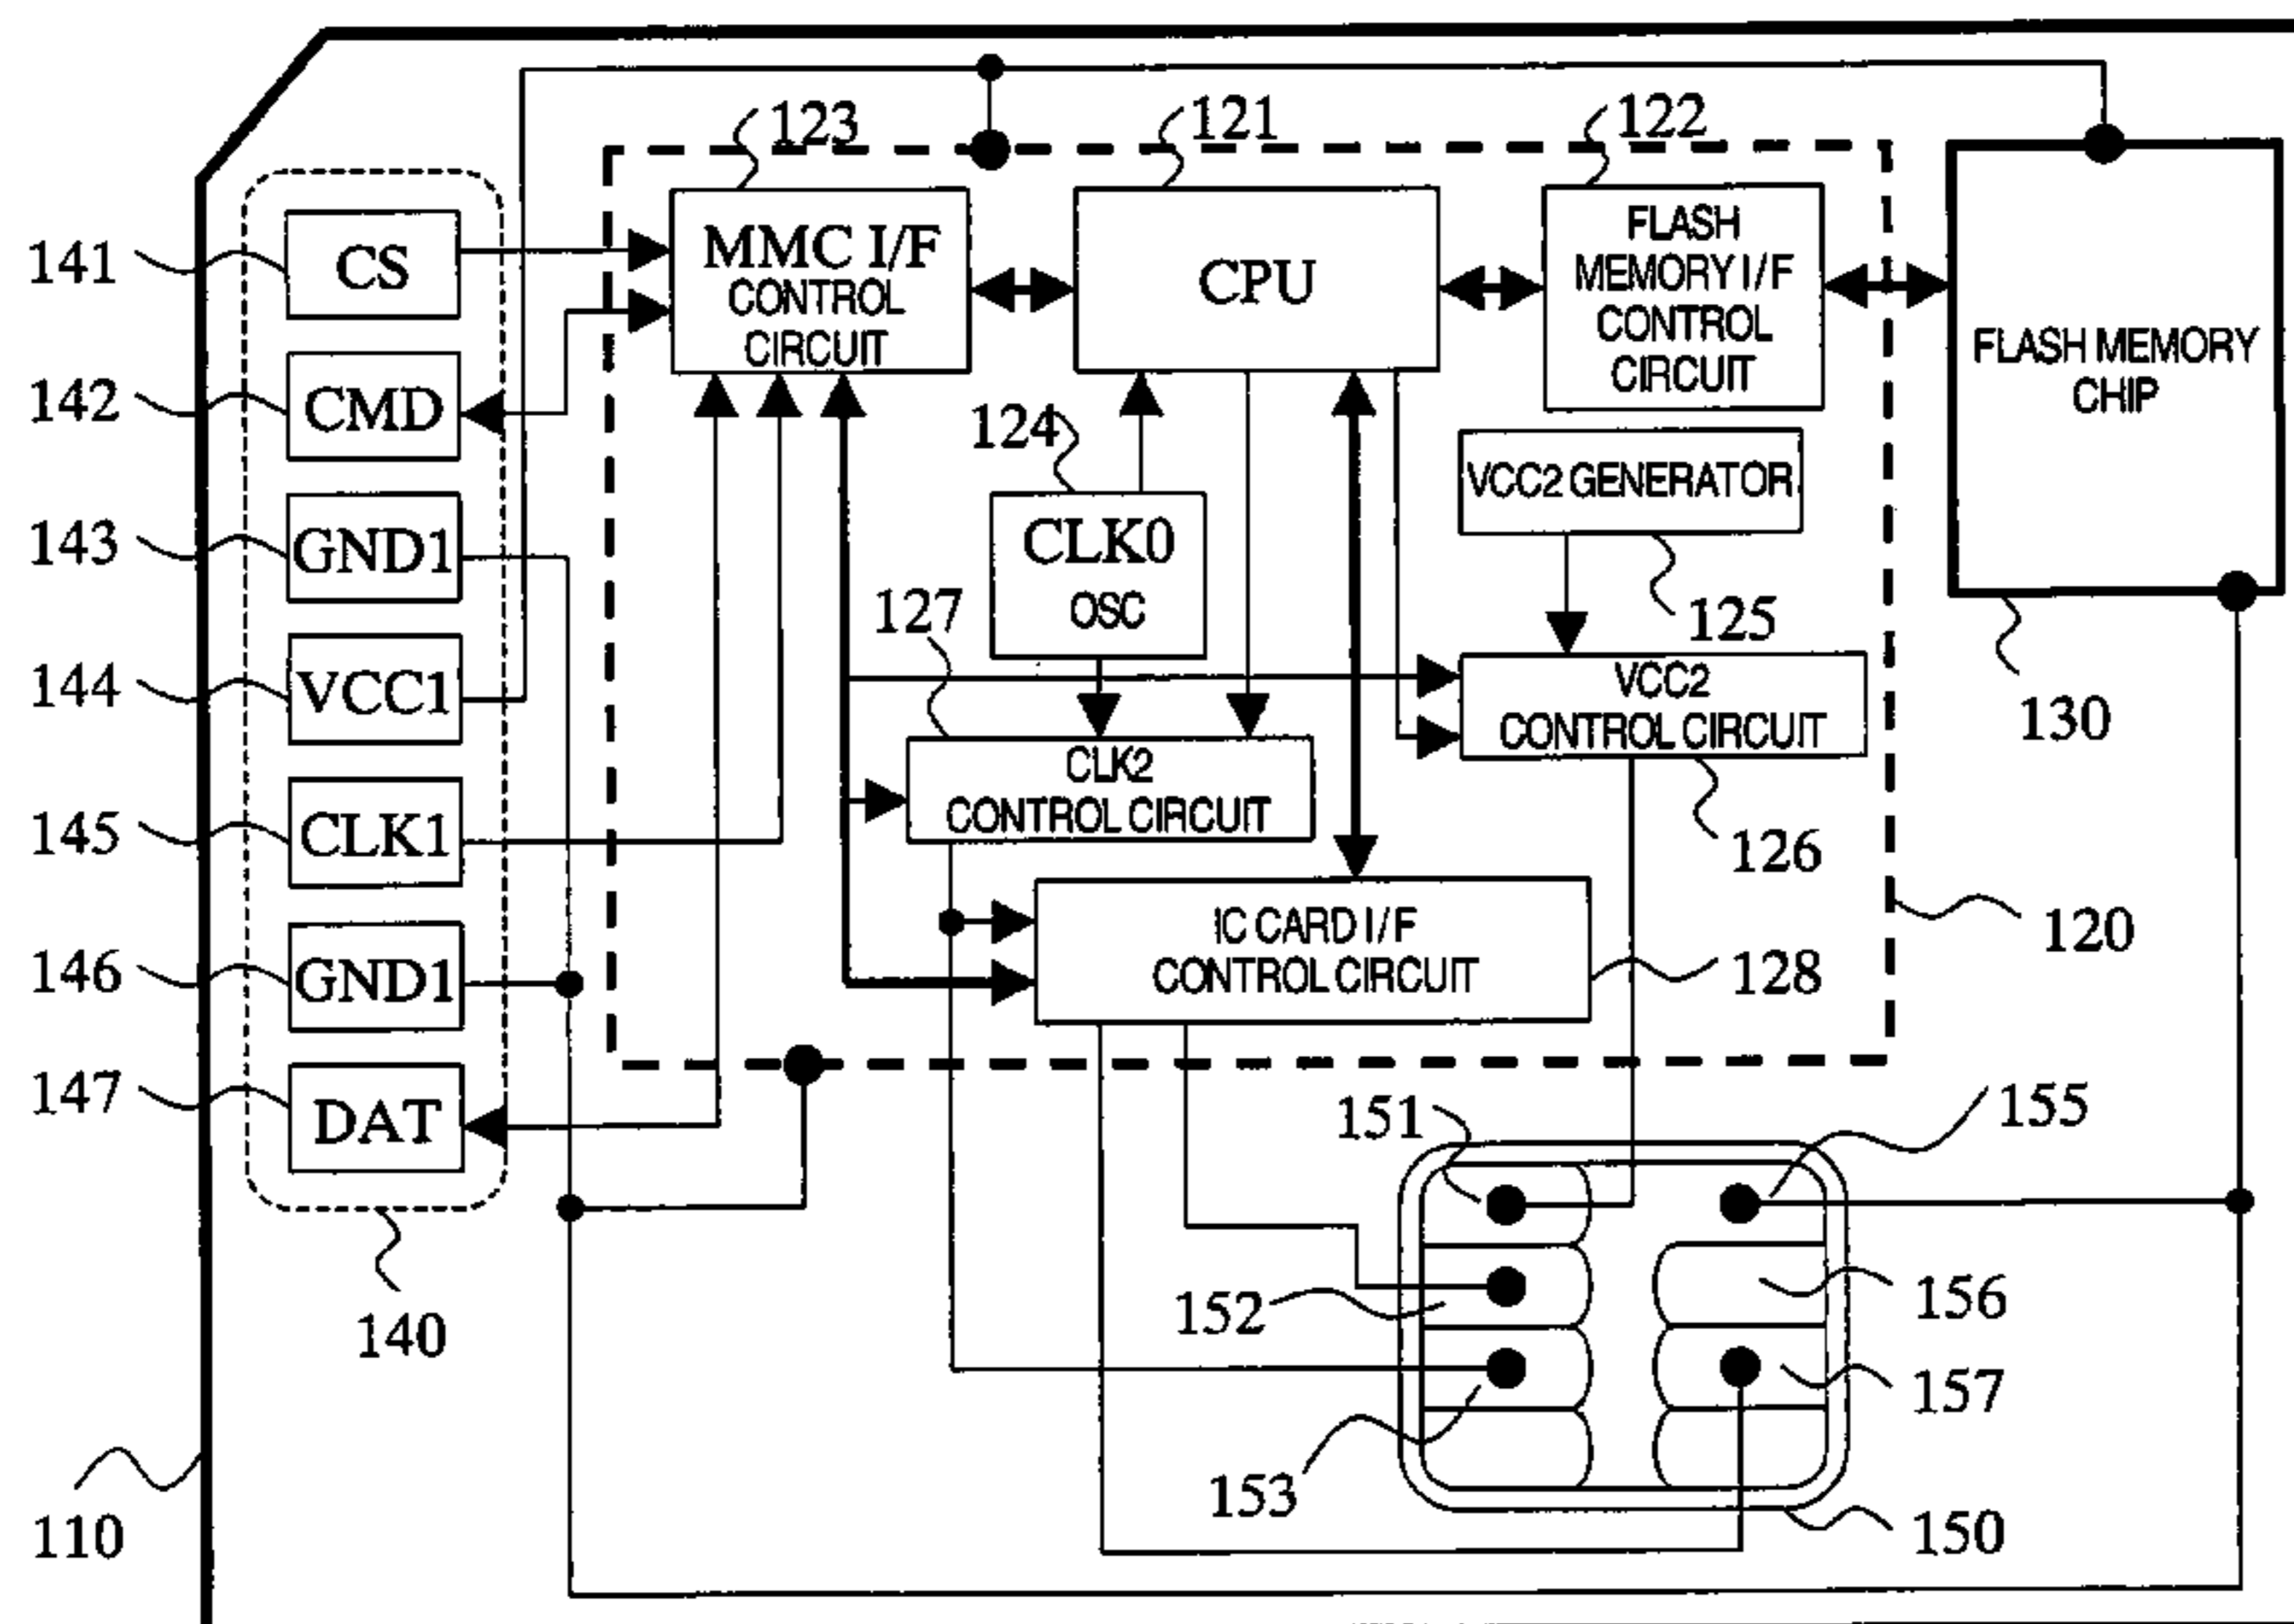 123
121
122
141
CS
MMC I/F
CONTROL
CIRCUIT
CPU
FLASH
MEMORY I/F
CONTROL
CIRCUIT
FLASH MEMORY
CHIP
142
CMD
124
VCC2 GENERATOR
143
GND1
CLK0
OSC
127
125
144
VCC1
VCC2
CONTROL CIRCUIT
130
145
CLK1
CLK2
CONTROL CIRCUIT
126
146
GND1
IC CARD I/F
CONTROL CIRCUIT
128
120
147
DAT
151
155
140
152
156
153
157
110
150